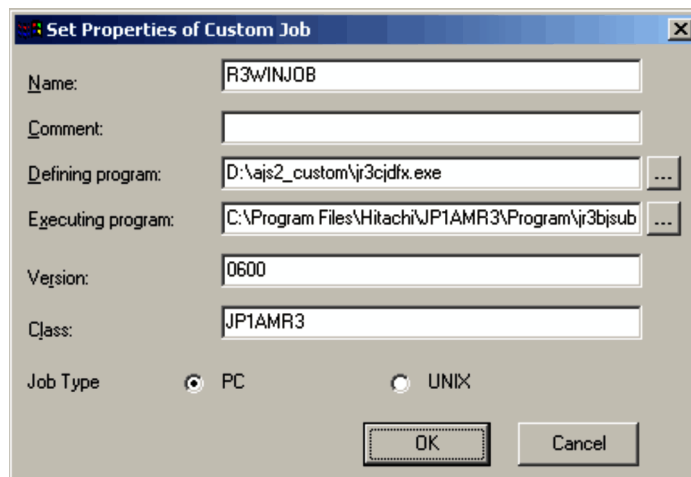 Set Properties of Custom Job
Name: R3WINJOB
Comment:
Defining program: D:\ajs2_custom\jr3cjdfx.exe ...
Executing program: C:\Program Files\Hitachi\JP1AMR3\Program\jr3bjsub ...
Version: 0600
Class: JP1AMR3
Job Type PC UNIX
OK Cancel